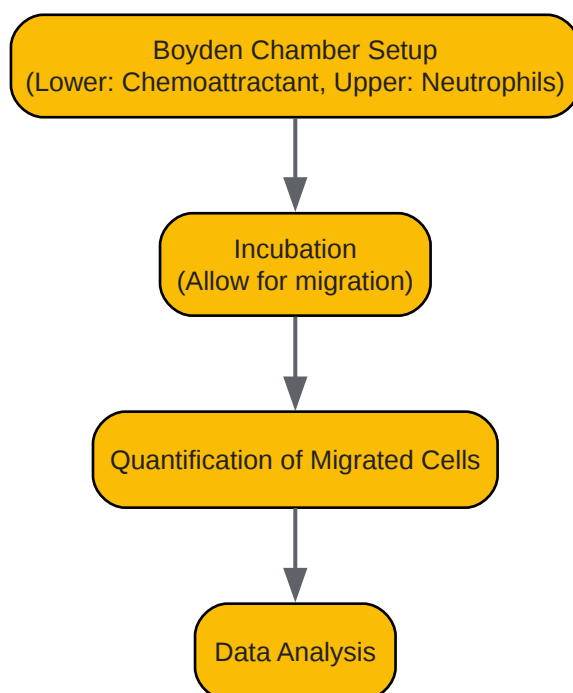 Boyden Chamber Setup
(Lower: Chemoattractant, Upper: Neutrophils)
Incubation
(Allow for migration)
Quantification of Migrated Cells
Data Analysis